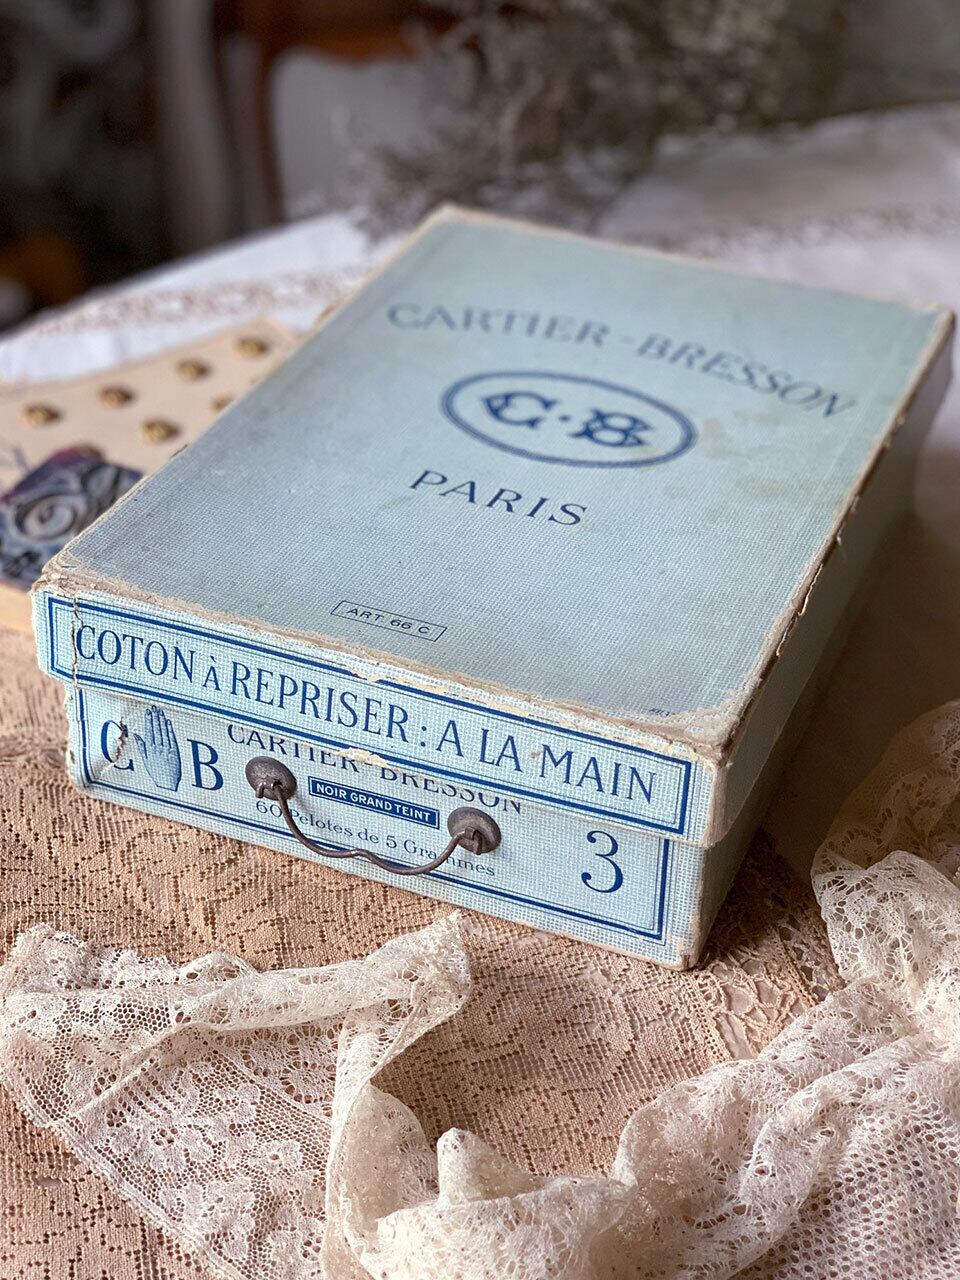 CARTIER-BRESSON
C·B
PARIS
ART. 66 C
COTON À REPRISER : A LA MAIN
C B
CARTIER-BRESSON
NOIR GRAND TEINT
60 Pelotes de 5 Grammes
3